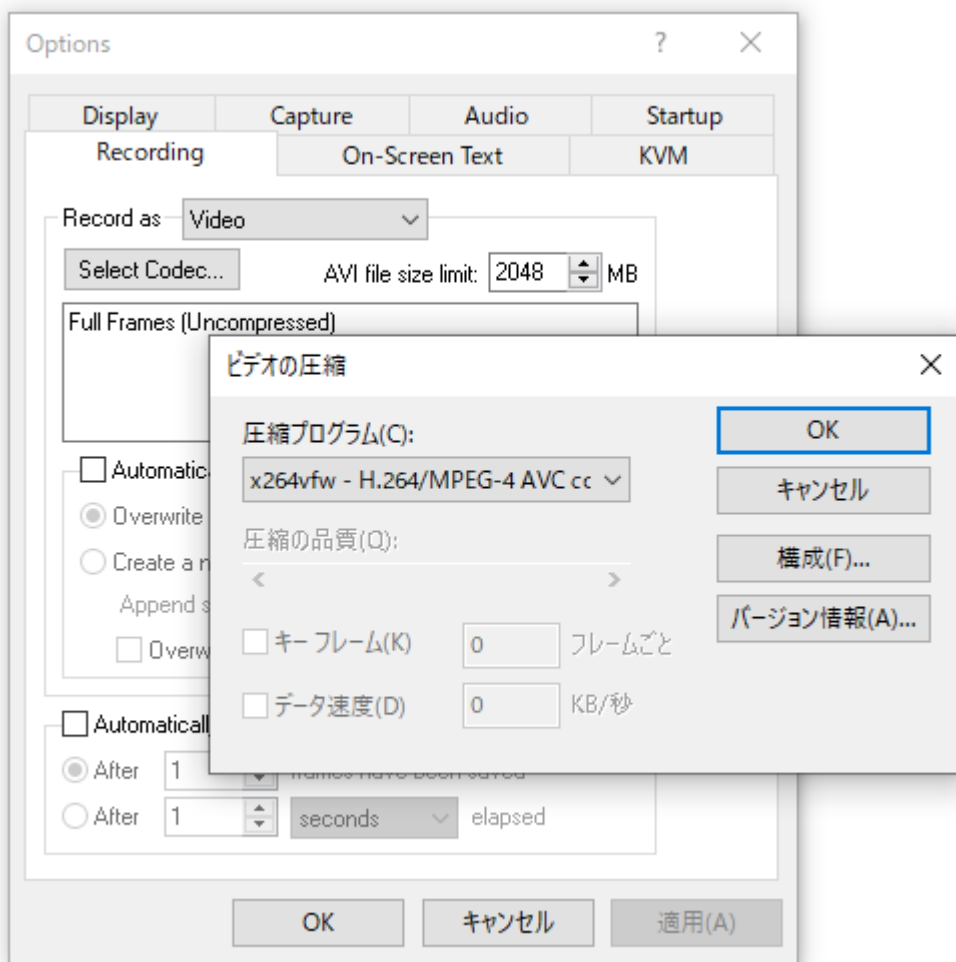 Options
Display Capture Audio Startup
Recording On-Screen Text KVM
Record as Video
Select Codec... AVI file size limit: 2048 MB
Full Frames (Uncompressed)
ビデオの圧縮
圧縮プログラム(C):
OK
x264vfw - H.264/MPEG-4 AVC cc
キャンセル
圧縮の品質(Q):
構成(F)...
バージョン情報(A)...
キー フレーム(K) 0 フレームごと
データ速度(D) 0 KB/秒
Automatic
Overwrite
Create a n
Append s
Overw
Automaticall
After 1 frames have been saved
After 1 seconds elapsed
OK キャンセル 適用(A)